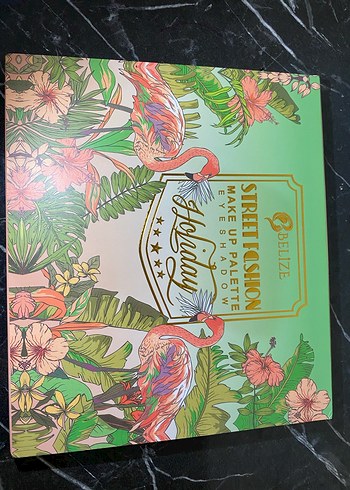 BELIZE
STREET FASHION
MAKE UP PALETTE
EYESHADOW
Holiday